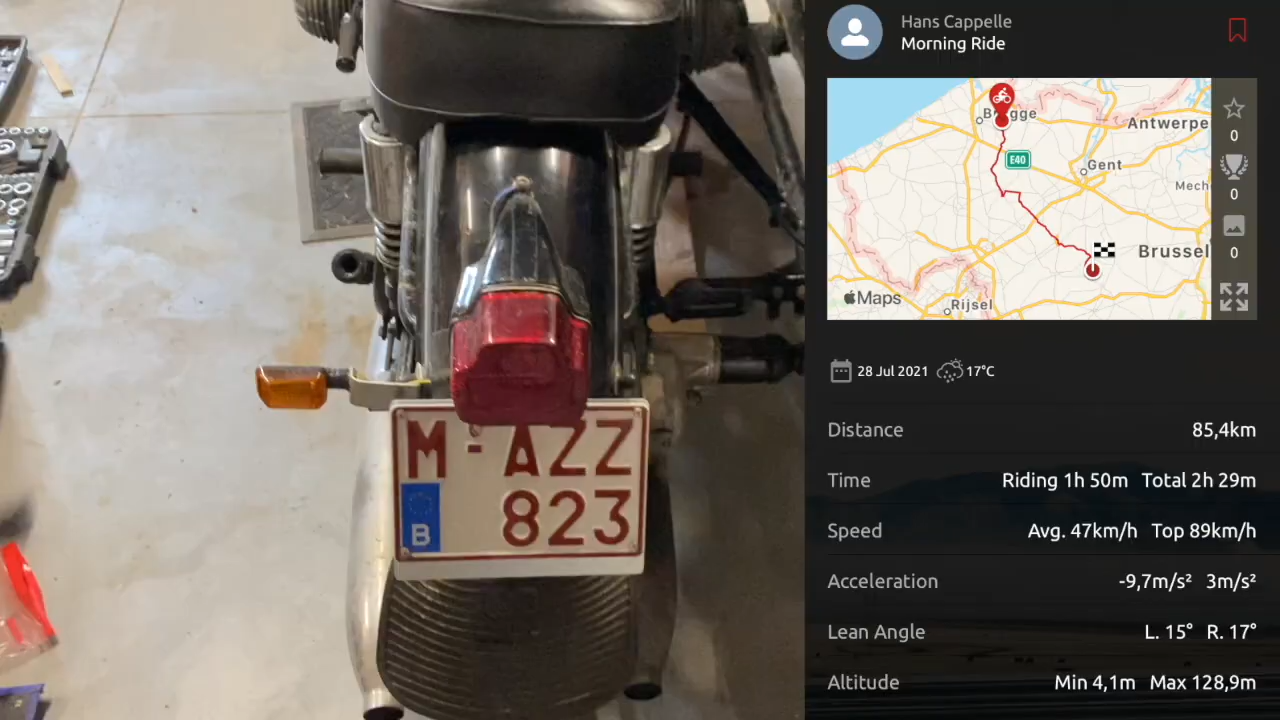 M-AZZ
823
B
Hans Cappelle
Morning Ride
Brugge
Antwerpe
E40
Gent
Mech
Brussel
Maps
Rijsel
0
0
0
28 Jul 2021 17°C
Distance 85,4km
Time Riding 1h 50m Total 2h 29m
Speed Avg. 47km/h Top 89km/h
Acceleration -9,7m/s² 3m/s²
Lean Angle L. 15° R. 17°
Altitude Min 4,1m Max 128,9m